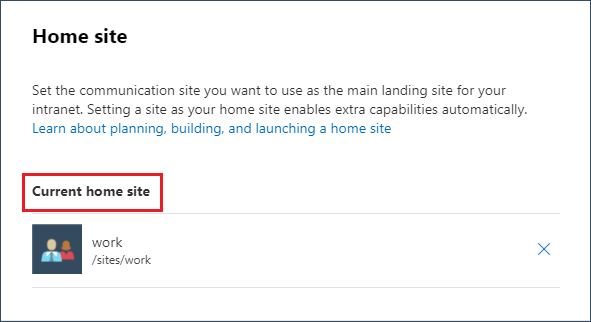 Home site
Set the communication site you want to use as the main landing site for your
intranet. Setting a site as your home site enables extra capabilities automatically.
Learn about planning, building, and launching a home site
Current home site
work
/sites/work